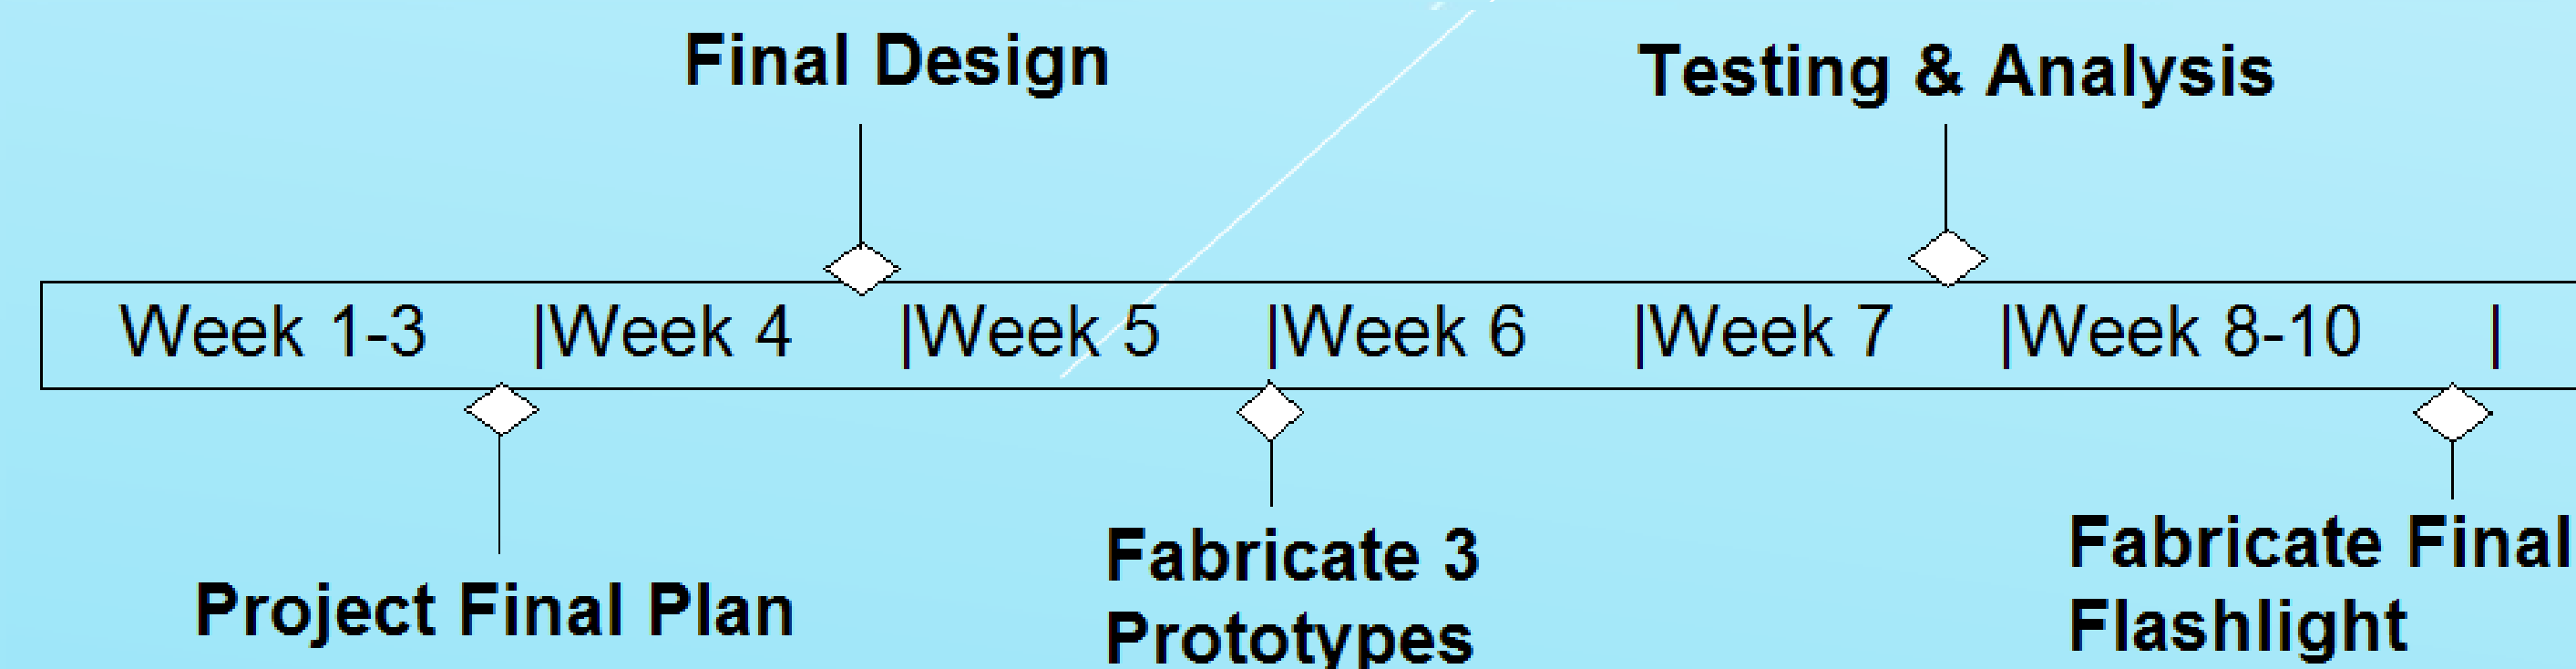 Final Design
Testing & Analysis
Week 1-3 |Week 4 |Week 5 |Week 6 |Week 7 |Week 8-10 |
Project Final Plan
Fabricate 3
Prototypes
Fabricate Final
Flashlight